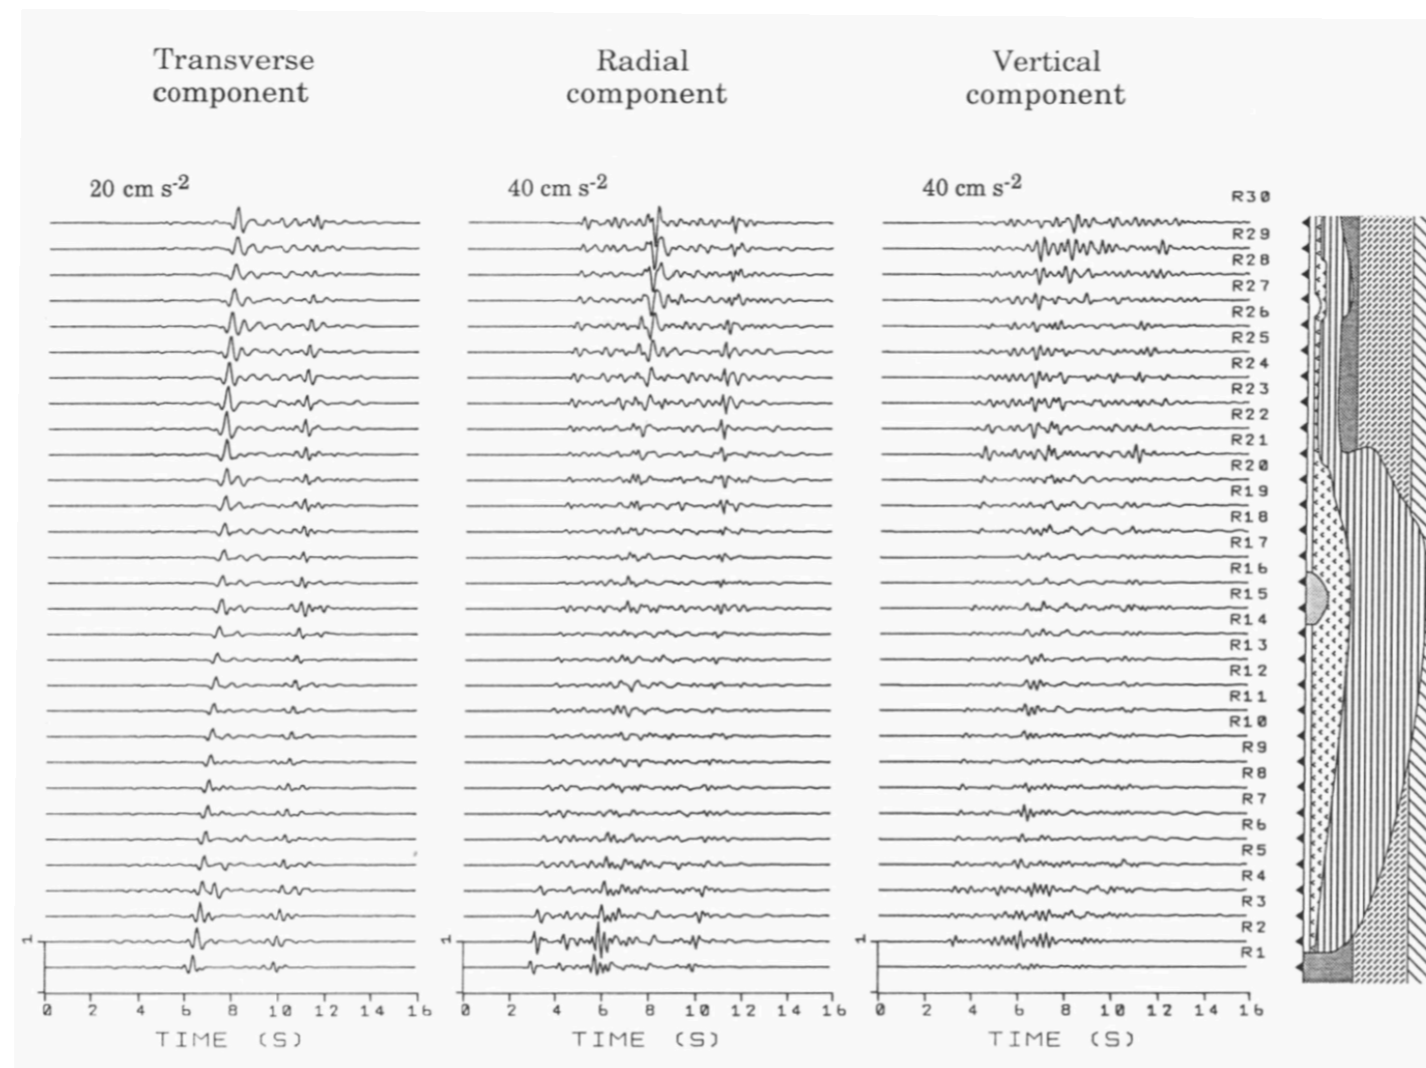 Transverse
component
Radial
component
Vertical
component
20 cm s-2
40 cm s-2
40 cm s-2
R30
R29
R28
R27
R26
R25
R24
R23
R22
R21
R20
R19
R18
R17
R16
R15
R14
R13
R12
R11
R10
R9
R8
R7
R6
R5
R4
R3
R2
R1
1
1
1
0 2 4 6 8 10 12 14 16
0 2 4 6 8 10 12 14 16
0 2 4 6 8 10 12 14 16
TIME (S)
TIME (S)
TIME (S)